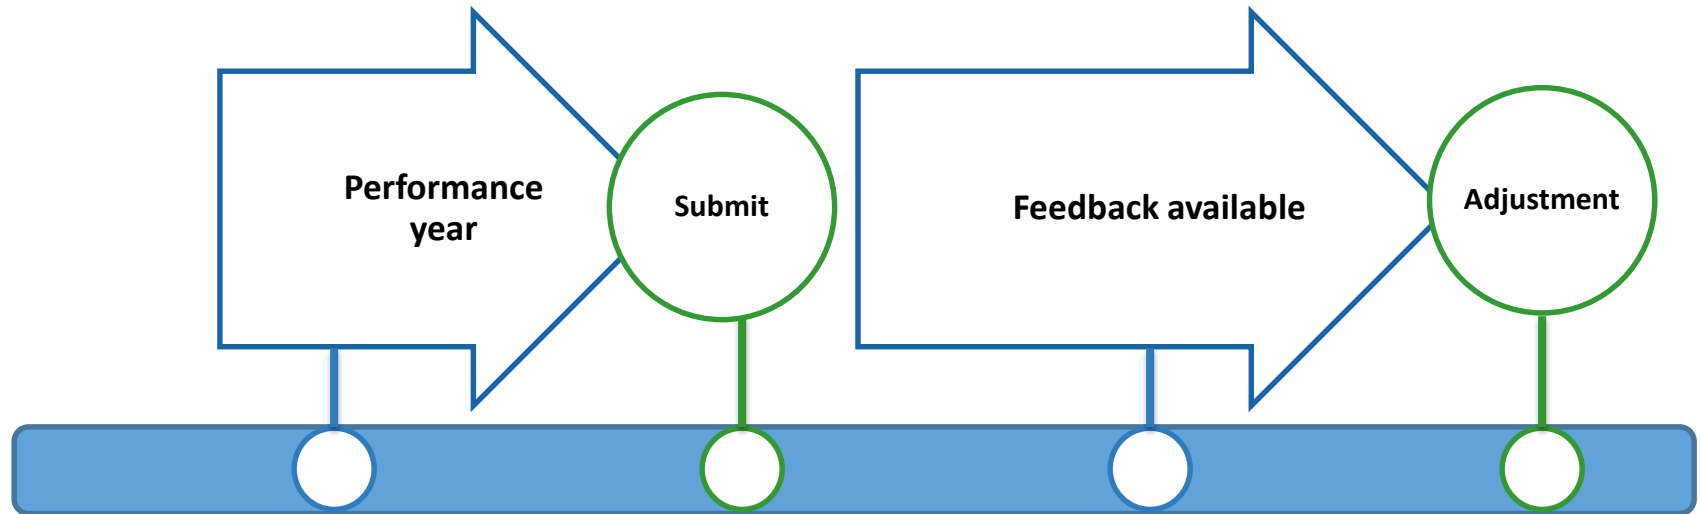 Performance
year
Submit
Feedback available
Adjustment